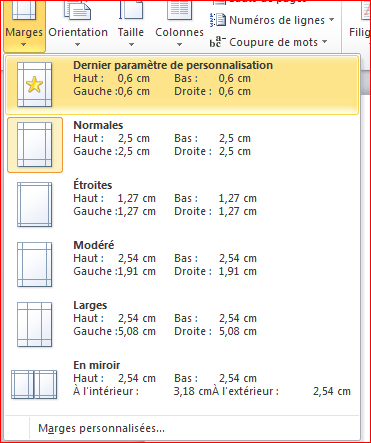 Marges Orientation Taille Colonnes
Numéros de lignes
Coupure de mots
Filig
Dernier paramètre de personnalisation
Haut : 0,6 cm Bas : 0,6 cm
Gauche :0,6 cm Droite : 0,6 cm
Normales
Haut : 2,5 cm Bas : 2,5 cm
Gauche :2,5 cm Droite : 2,5 cm
Étroites
Haut : 1,27 cm Bas : 1,27 cm
Gauche :1,27 cm Droite : 1,27 cm
Modéré
Haut : 2,54 cm Bas : 2,54 cm
Gauche :1,91 cm Droite : 1,91 cm
Larges
Haut : 2,54 cm Bas : 2,54 cm
Gauche :5,08 cm Droite : 5,08 cm
En miroir
Haut : 2,54 cm Bas : 2,54 cm
À l'intérieur : 3,18 cmÀ l'extérieur : 2,54 cm
Marges personnalisées...